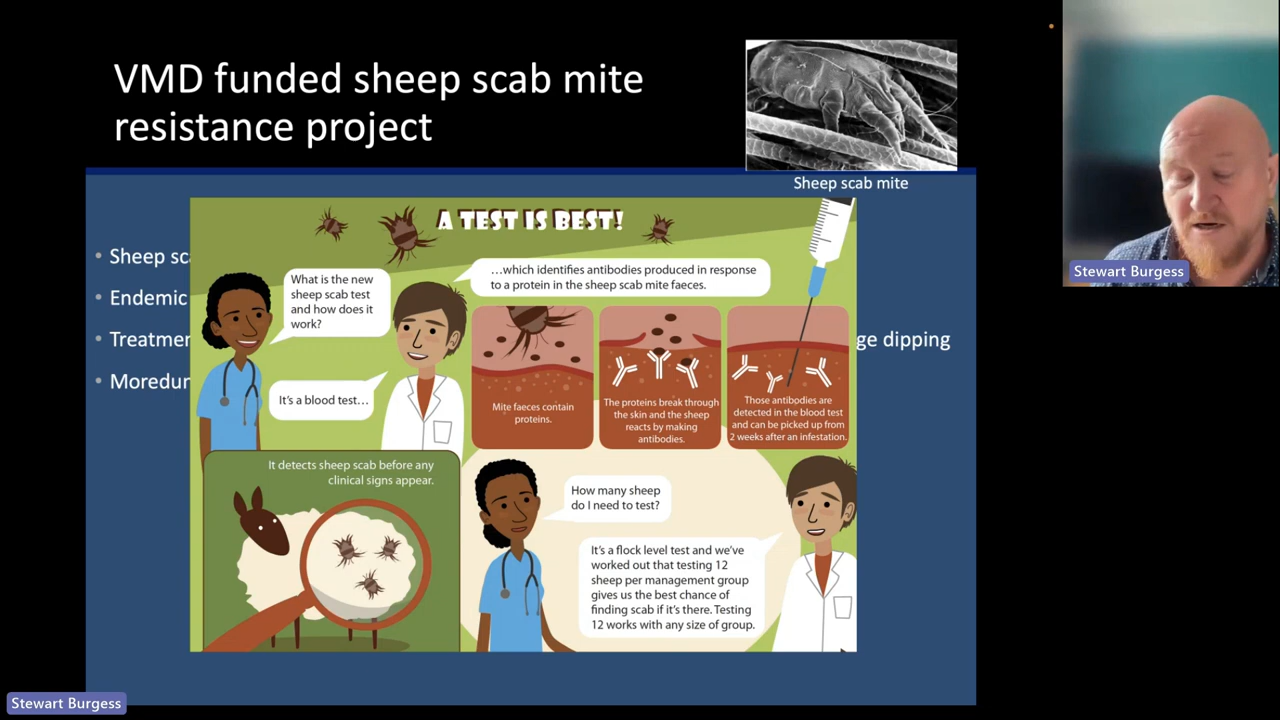 VMD funded sheep scab mite
resistance project
Sheep scab mite
A TEST IS BEST!
• Sheep
• Endemic
ge dipping
What is the new
sheep scab test
and how does it
work?
…which identifies antibodies produced in response
to a protein in the sheep scab mite faeces.
It's a blood test…
Mite faeces contain
proteins.
The proteins break through
the skin and the sheep
reacts by making
antibodies.
Those antibodies are
detected in the blood test
and can be picked up from
2 weeks after an infestation.
It detects sheep scab before any
clinical signs appear.
How many sheep
do I need to test?
It's a flock level test and we've
worked out that testing 12
sheep per management group
gives us the best chance of
finding scab if it's there. Testing
12 works with any size of group.
Stewart Burgess
Stewart Burgess